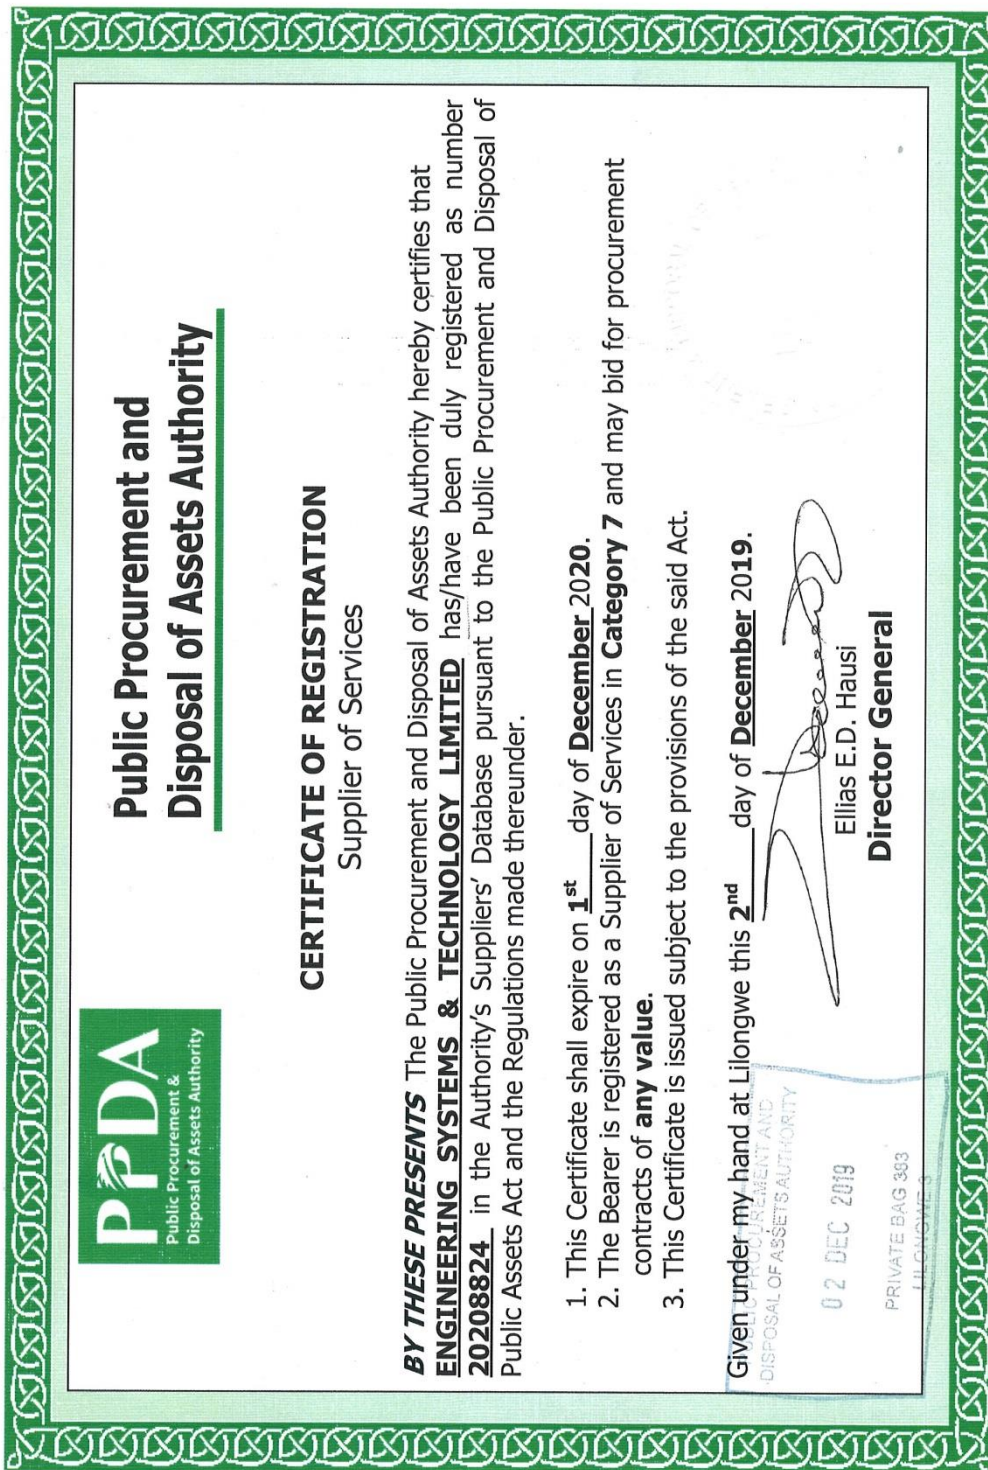 PPDA
Public Procurement &
Disposal of Assets Authority
Public Procurement and
Disposal of Assets Authority
CERTIFICATE OF REGISTRATION
Supplier of Services
BY THESE PRESENTS The Public Procurement and Disposal of Assets Authority hereby certifies that
ENGINEERING SYSTEMS & TECHNOLOGY LIMITED has/have been duly registered as number
20208824 in the Authority's Suppliers' Database pursuant to the Public Procurement and Disposal of
Public Assets Act and the Regulations made thereunder.
1. This Certificate shall expire on 1st day of December 2020.
2. The Bearer is registered as a Supplier of Services in Category 7 and may bid for procurement
contracts of any value.
3. This Certificate is issued subject to the provisions of the said Act.
Given under my hand at Lilongwe this 2nd day of December 2019.
PUBLIC PROCUREMENT AND
DISPOSAL OF ASSETS AUTHORITY
02 DEC 2019
PRIVATE BAG 383
LILONGWE 3
Ellias E.D. Hausi
Director General